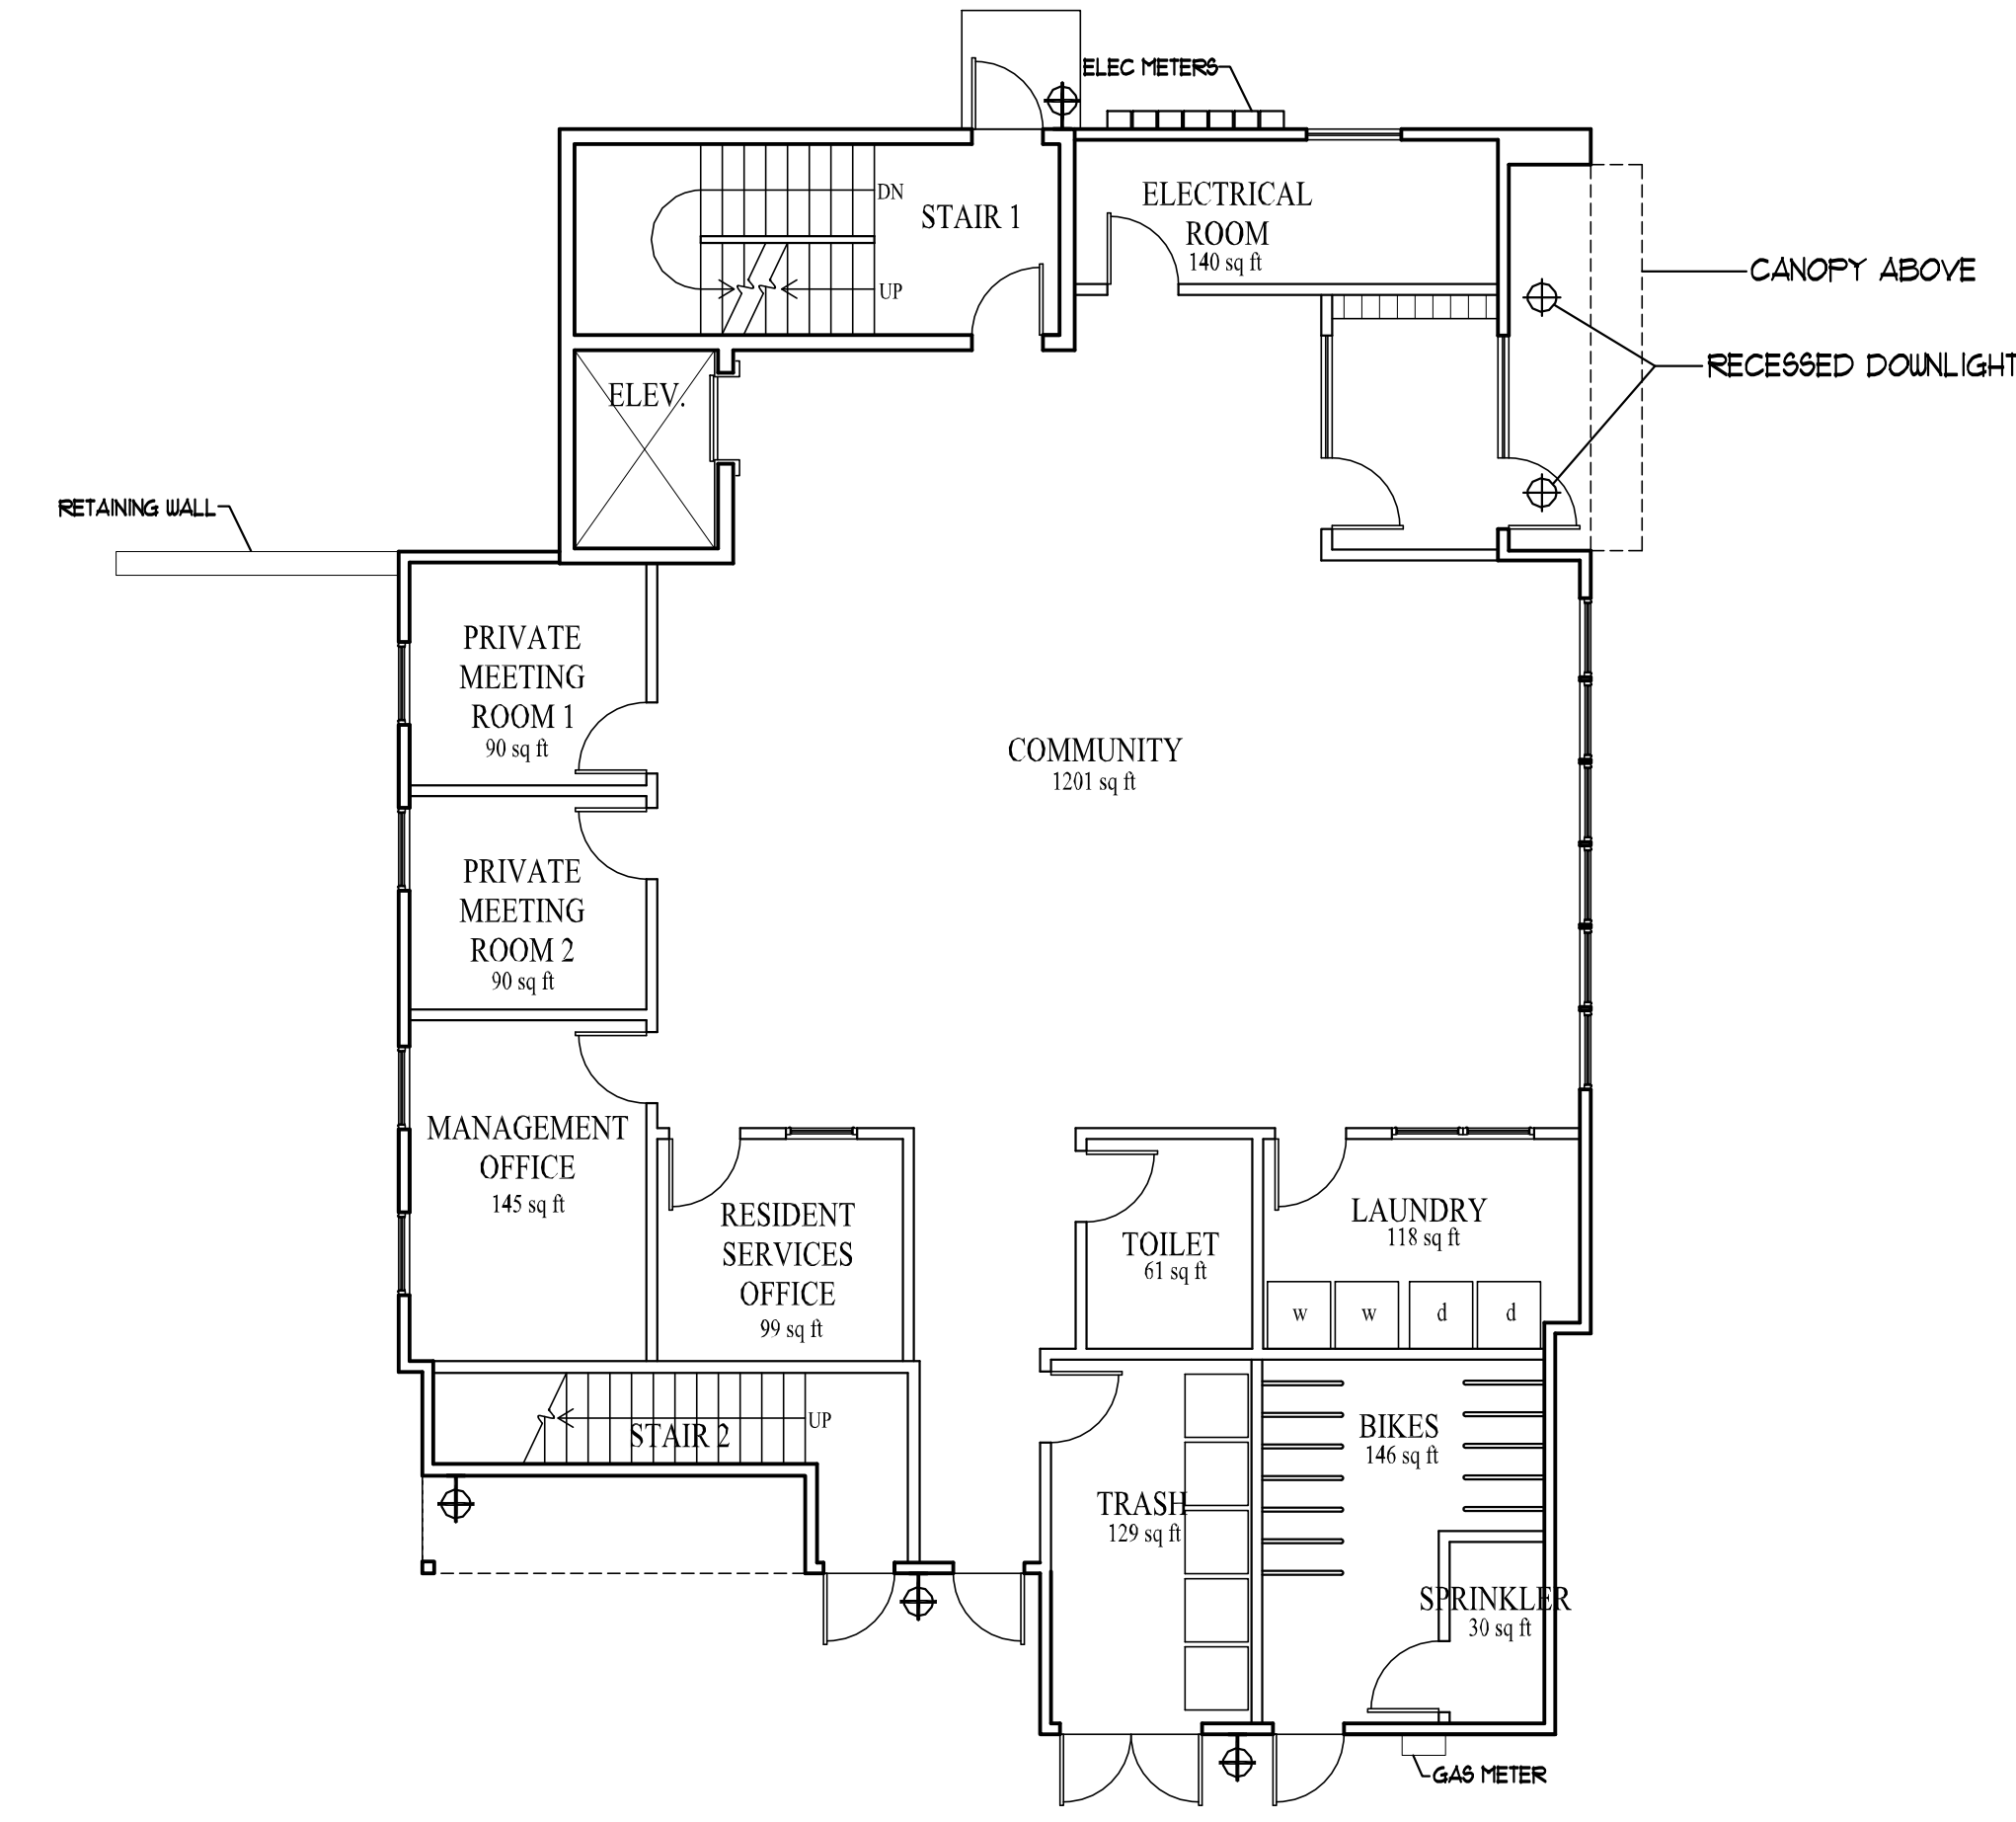 ELEC METERS
DN
STAIR 1
UP
ELECTRICAL
ROOM
140 sq ft
CANOPY ABOVE
RECESSED DOWNLIGHT
ELEV.
RETAINING WALL
PRIVATE
MEETING
ROOM 1
90 sq ft
COMMUNITY
1201 sq ft
PRIVATE
MEETING
ROOM 2
90 sq ft
MANAGEMENT
OFFICE
145 sq ft
RESIDENT
SERVICES
OFFICE
99 sq ft
TOILET
61 sq ft
LAUNDRY
118 sq ft
w
w
d
d
UP
STAIR 2
BIKES
146 sq ft
TRASH
129 sq ft
SPRINKLER
30 sq ft
GAS METER